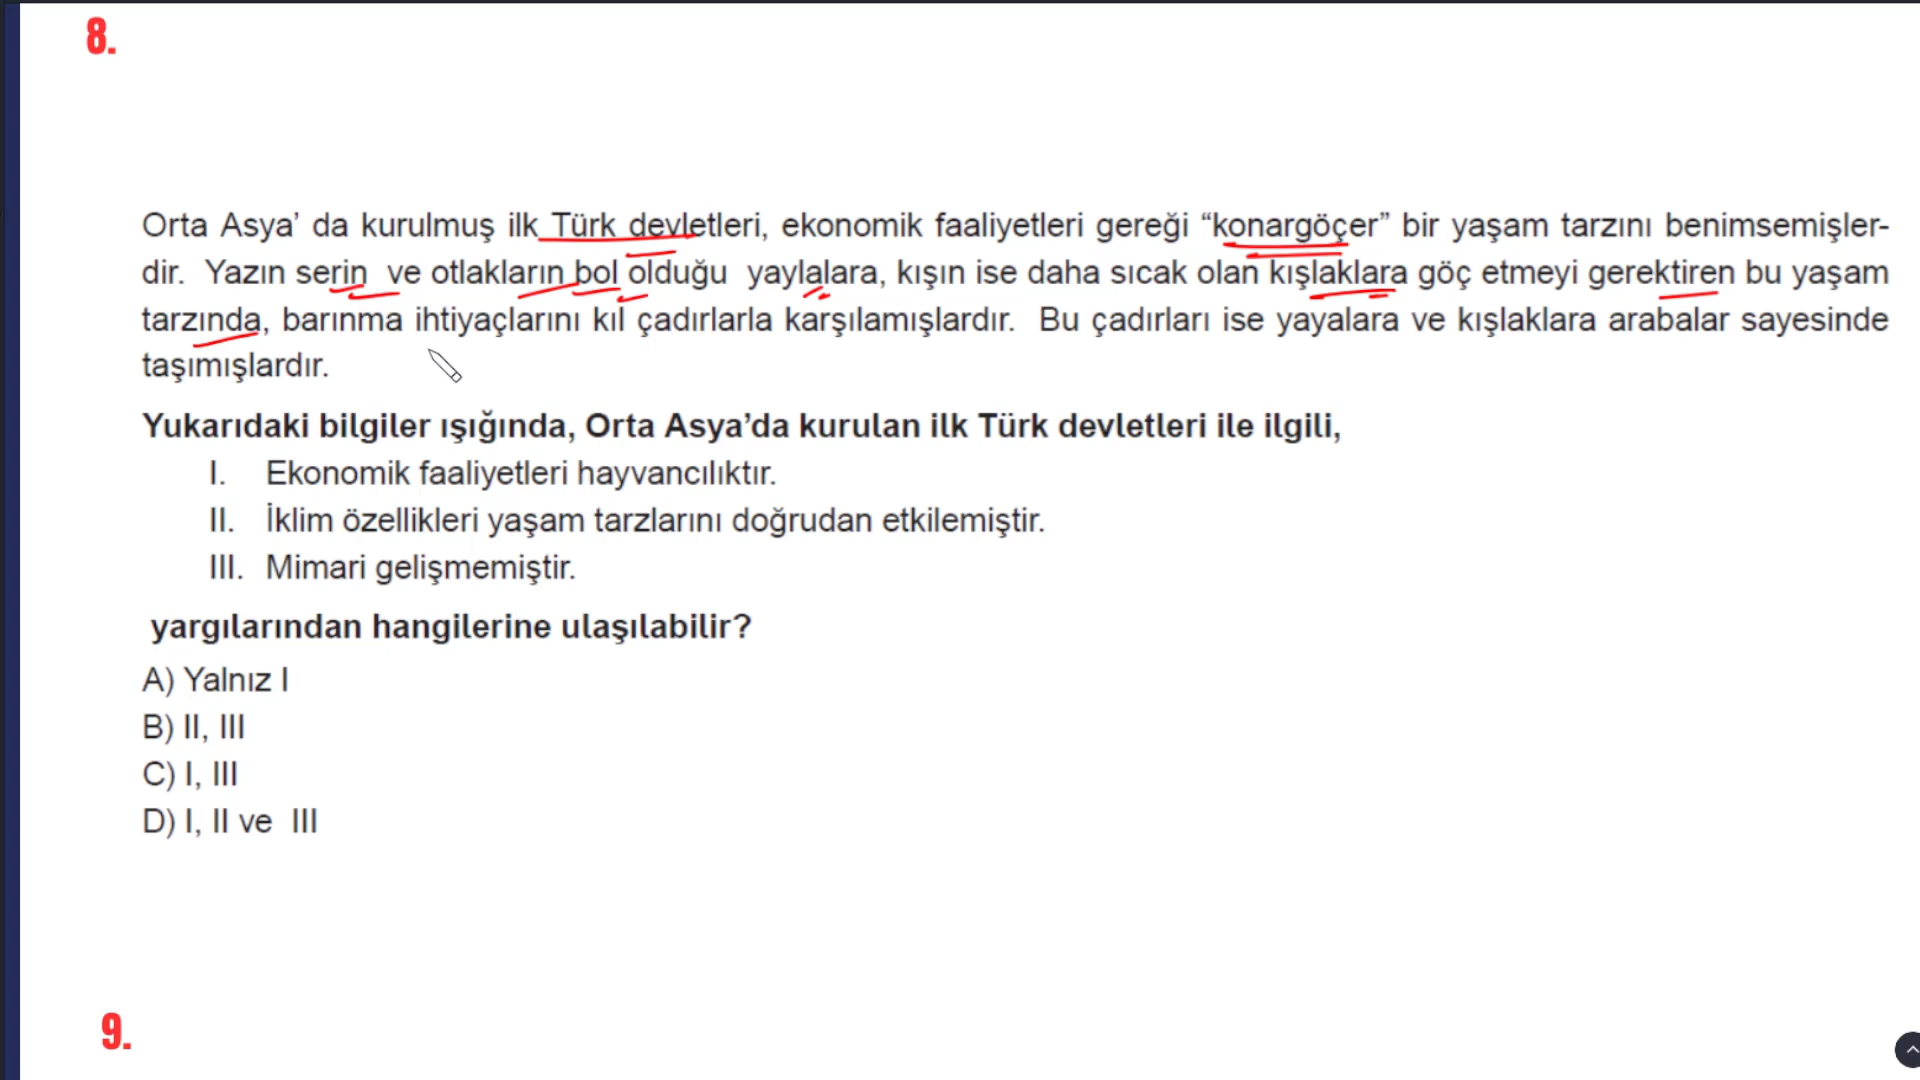 8.
Orta Asya’ da kurulmuş ilk Türk devletleri, ekonomik faaliyetleri gereği “konargöçer” bir yaşam tarzını benimsemişler-
dir. Yazın serin ve otlakların bol olduğu yaylalara, kışın ise daha sıcak olan kışlaklara göç etmeyi gerektiren bu yaşam
tarzında, barınma ihtiyaçlarını kıl çadırlarla karşılamışlardır. Bu çadırları ise yayalara ve kışlaklara arabalar sayesinde
taşımışlardır.
Yukarıdaki bilgiler ışığında, Orta Asya’da kurulan ilk Türk devletleri ile ilgili,
I. Ekonomik faaliyetleri hayvancılıktır.
II. İklim özellikleri yaşam tarzlarını doğrudan etkilemiştir.
III. Mimari gelişmemiştir.
yargılarından hangilerine ulaşılabilir?
A) Yalnız I
B) II, III
C) I, III
D) I, II ve III
9.